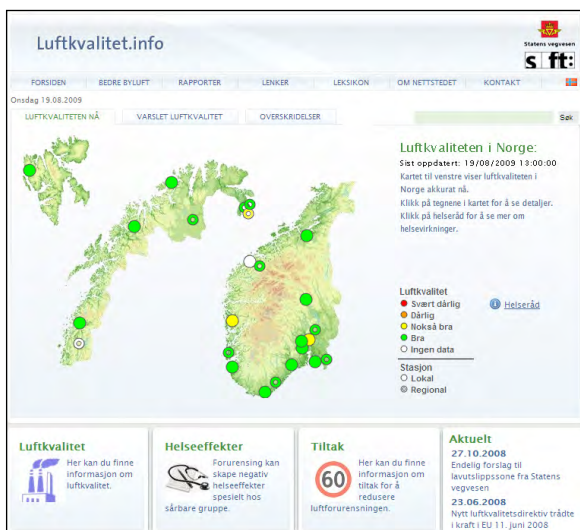 Luftkvalitet.info
Statens vegvesen
sft:
FORSIDEN BEDRE BYLUFT RAPPORTER LENKER LEKSIKON OM NETTSTEDET KONTAKT
Onsdag 19.08.2009
LUFTKVALITETEN NÅ VARSLET LUFTKVALITET OVERSKRIDELSER Søk
Luftkvaliteten i Norge:
Sist oppdatert: 19/08/2009 13:00:00
Kartet til venstre viser luftkvaliteten i
Norge akkurat nå.
Klikk på tegnene i kartet for å se detaljer.
Klikk på helseråd for å se mer om
helsevirkninger.
Luftkvalitet
Svært dårlig
Dårlig
Nokså bra
Bra
Ingen data
Helseråd
Stasjon
Lokal
Regional
Luftkvalitet
Her kan du finne
informasjon om
luftkvalitet.
Helseeffekter
Forurensing kan
skape negativ
helseeffekter
spesielt hos
sårbare gruppe.
Tiltak
60
Her kan du finne
informasjon om
tiltak for å
redusere
luftforurensningen.
Aktuelt
27.10.2008
Endelig forslag til
lavutslippssone fra Statens
vegvesen
23.06.2008
Nytt luftkvalitetsdirektiv trådte
i kraft i EU 11. juni 2008